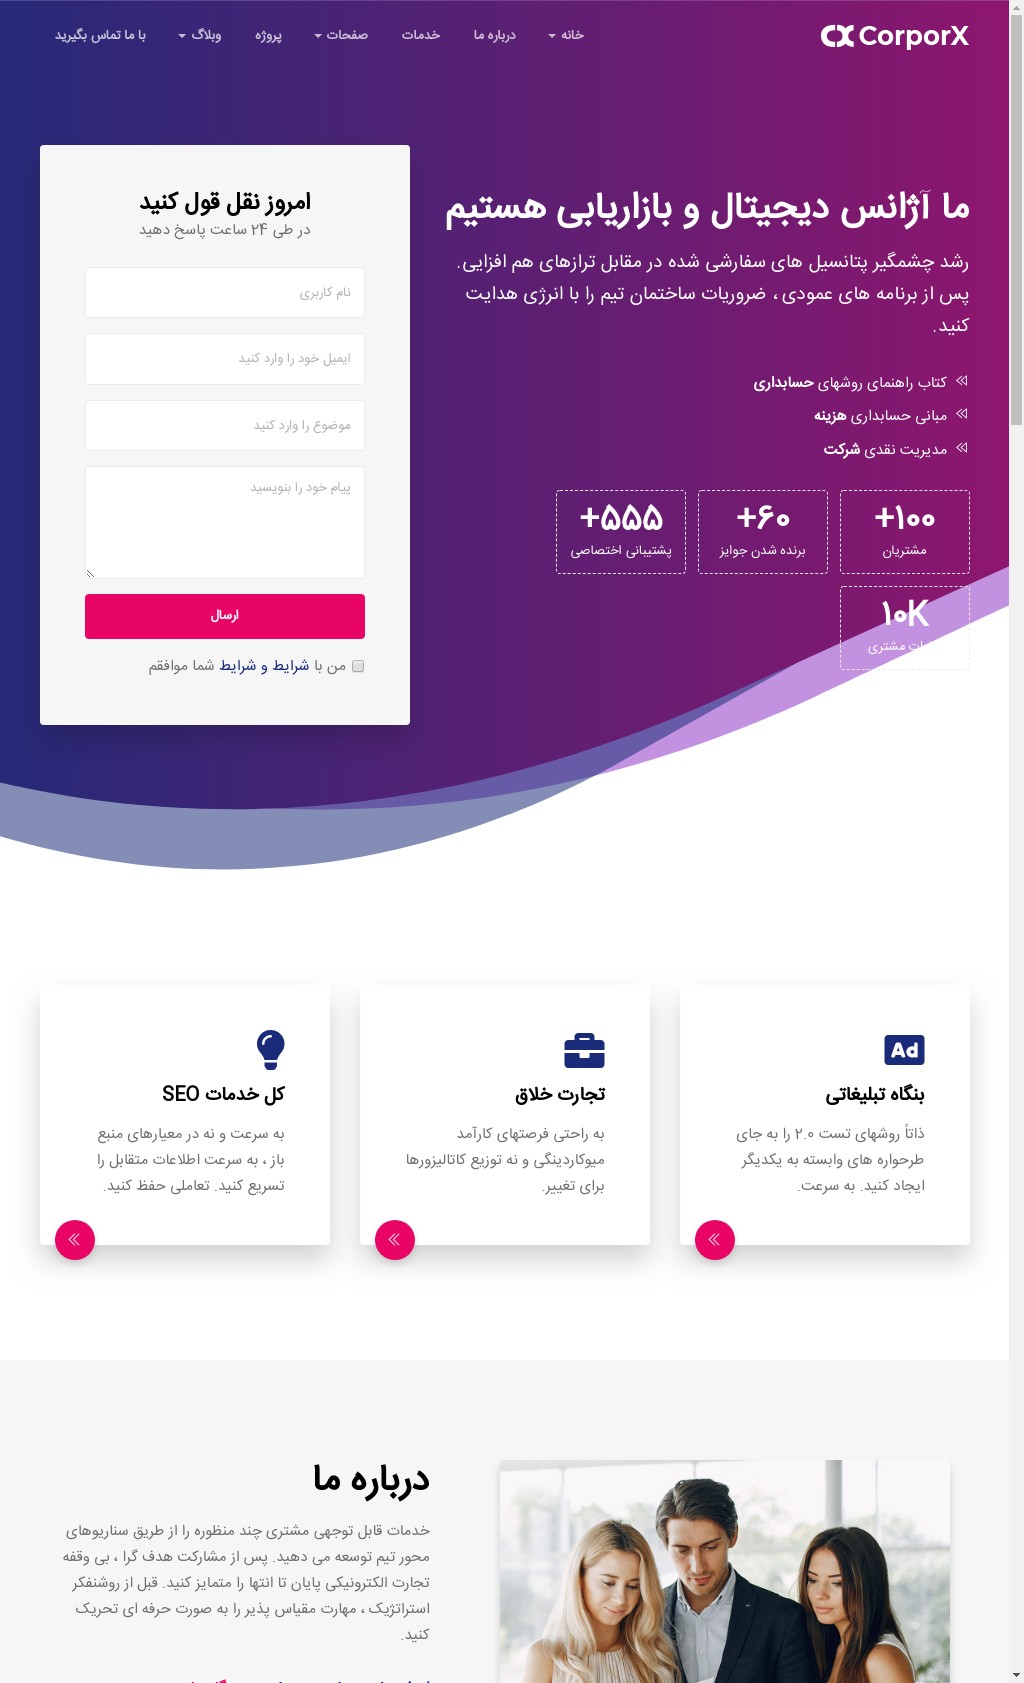 CorporX
خانه
درباره ما
خدمات
صفحات
پروژه
وبلاگ
با ما تماس بگیرید
ما آژانس دیجیتال و بازاریابی هستیم
رشد چشمگیر پتانسیل های سفارشی شده در مقابل ترازهای هم افزایی.
پس از برنامه های عمودی ، ضروریات ساختمان تیم را با انرژی هدایت
کنید.
کتاب راهنمای روشهای حسابداری
مبانی حسابداری هزینه
مدیریت نقدی شرکت
۱۰۰+
مشتریان
۶۰+
برنده شدن جوایز
۵۵۵+
پشتیبانی اختصاصی
۱۰K
مشتری
امروز نقل قول کنید
در طی ۲۴ ساعت پاسخ دهید
نام کاربری
ایمیل خود را وارد کنید
موضوع را وارد کنید
پیام خود را بنویسید
ارسال
من با شرایط و شرایط شما موافقم
Ad
بنگاه تبلیغاتی
ذاتاً روشهای تست ۲.۰ را به جای
طرحواره های وابسته به یکدیگر
ایجاد کنید. به سرعت.
تجارت خلاق
به راحتی فرصتهای کارآمد
میوکاردینگی و نه توزیع کاتالیزورها
برای تغییر.
کل خدمات SEO
به سرعت و نه در معیارهای منبع
باز ، به سرعت اطلاعات متقابل را
تسریع کنید. تعاملی حفظ کنید.
درباره ما
خدمات قابل توجهی مشتری چند منظوره را از طریق سناریوهای
محور تیم توسعه می دهید. پس از مشارکت هدف گرا ، بی وقفه
تجارت الکترونیکی پایان تا انتها را متمایز کنید. قبل از روشنفکر
استراتژیک ، مهارت مقیاس پذیر را به صورت حرفه ای تحریک
کنید.